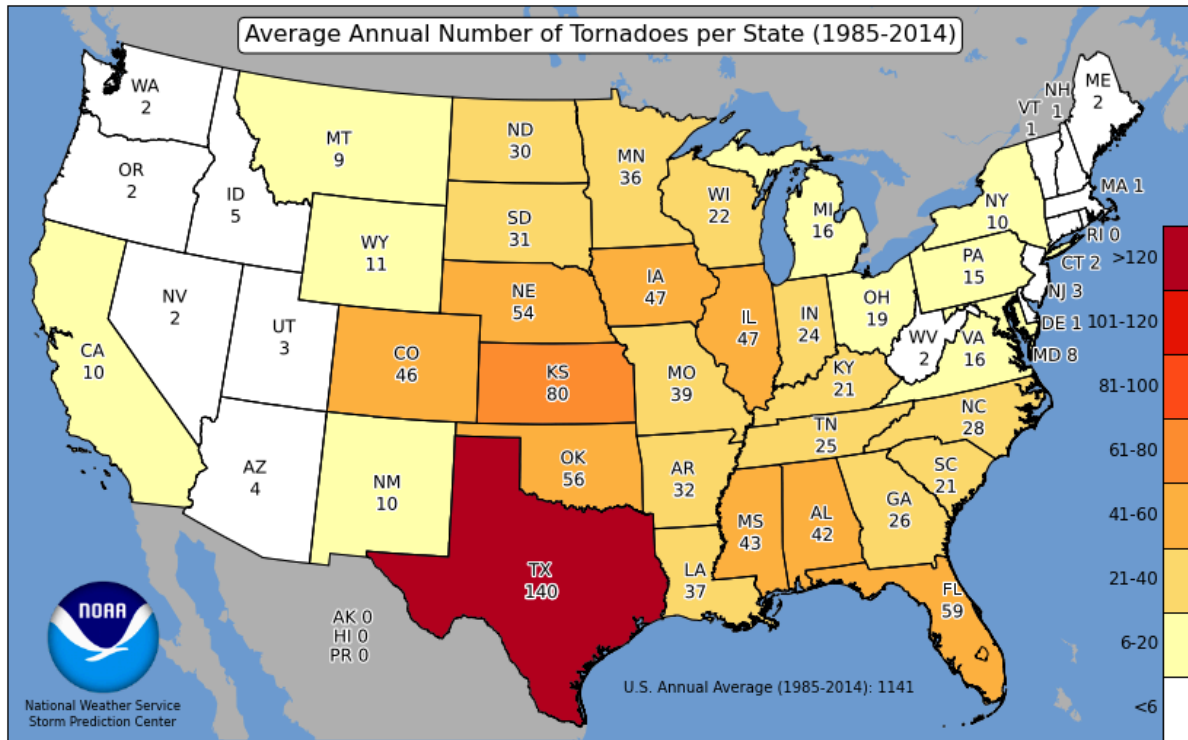 Average Annual Number of Tornadoes per State (1985-2014)
WA
2
OR
2
ID
5
MT
9
ND
30
MN
36
WI
22
MI
16
VT
1
NH
1
ME
2
MA 1
RI 0
CT 2
NY
10
PA
15
NJ 3
DE 1
MD 8
SD
31
WY
11
NV
2
UT
3
CA
10
CO
46
NE
54
IA
47
IL
47
IN
24
OH
19
WV
2
VA
16
KS
80
MO
39
KY
21
TN
25
NC
28
SC
21
AZ
4
NM
10
OK
56
AR
32
MS
43
AL
42
GA
26
TX
140
LA
37
FL
59
AK 0
HI 0
PR 0
>120
101-120
81-100
61-80
41-60
21-40
6-20
<6
NOAA
National Weather Service
Storm Prediction Center
U.S. Annual Average (1985-2014): 1141